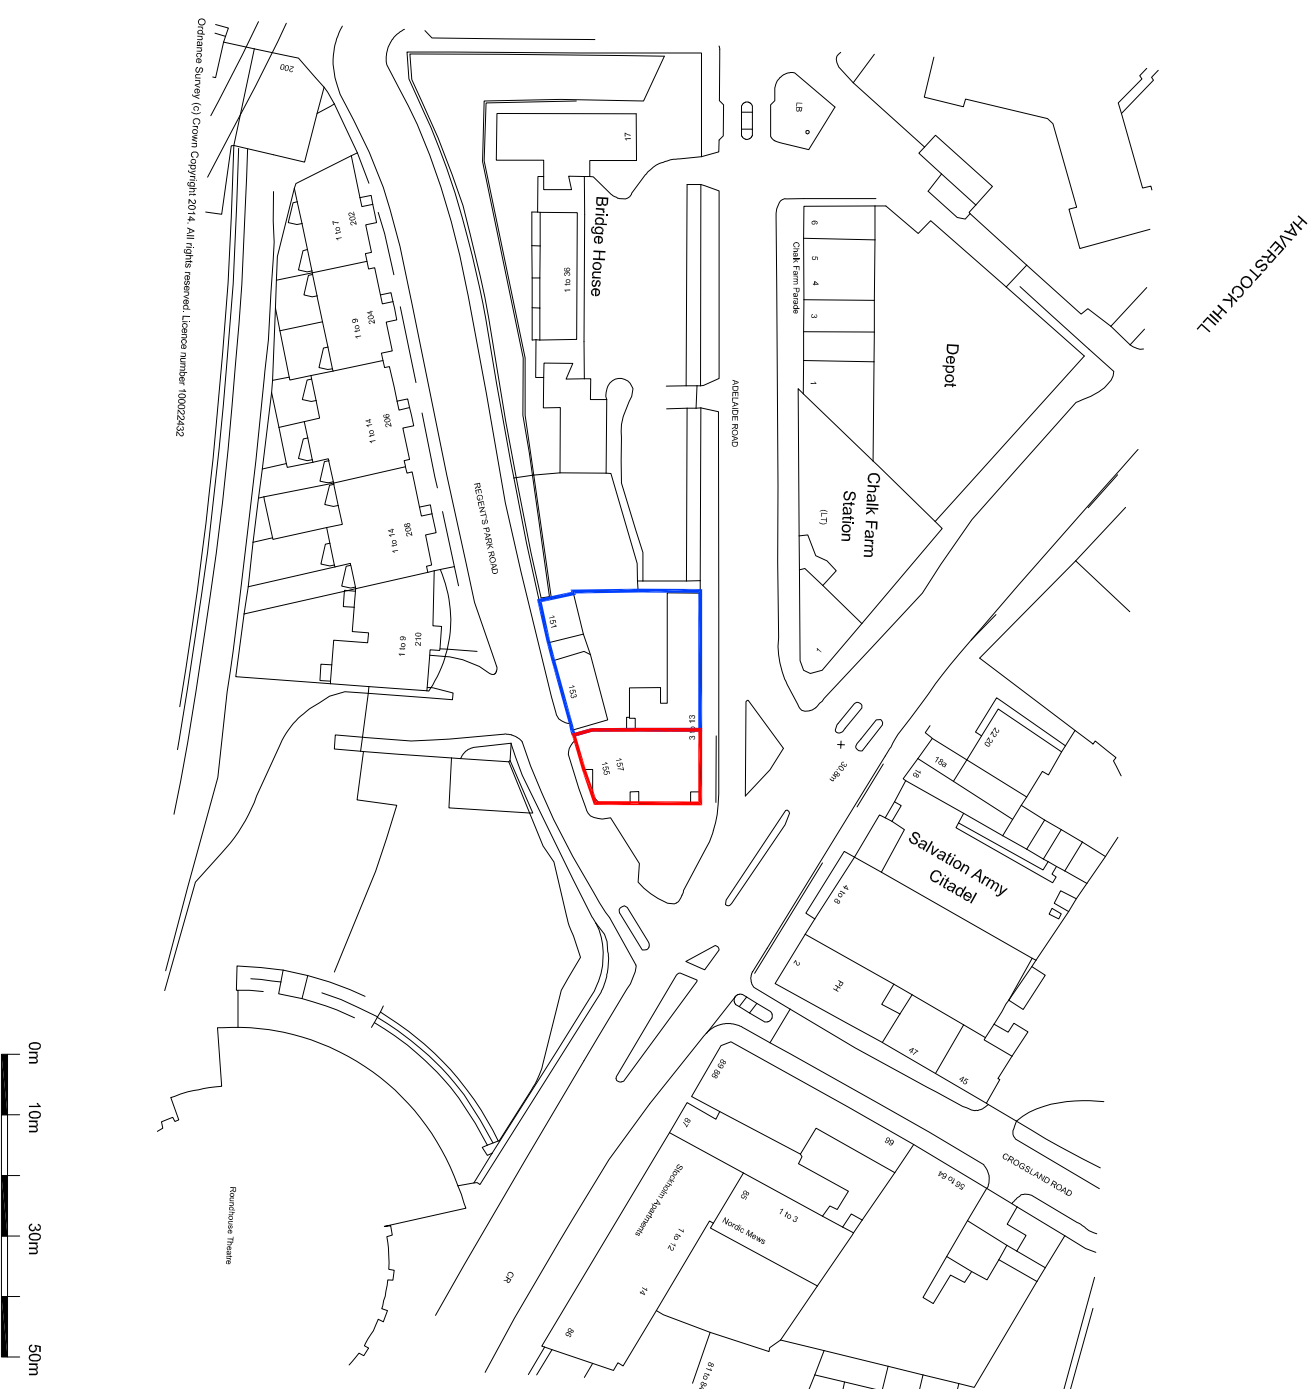 Ordnance Survey (c) Crown Copyright 2014. All rights reserved. Licence number 100022432
HAVERSTOCK HILL
200
17
LB
Bridge House
1 to 36
202
1 to 7
204
1 to 9
206
1 to 14
208
1 to 14
210
1 to 9
6
5
4
3
1
Chalk Farm Parade
Depot
ADELAIDE ROAD
Chalk Farm
Station
(LT)
REGENT'S PARK ROAD
151
153
13
3
157
155
30.8m
22 20
18a
18
Salvation Army
Citadel
4 to 8
2
PH
47
45
89 88
87
66
56 to 64
CROGSLAND ROAD
Stockholm Apartments
1 to 12
85
1 to 3
Nordic Mews
14
86
CR
Roundhouse Theatre
0m
10m
30m
50m